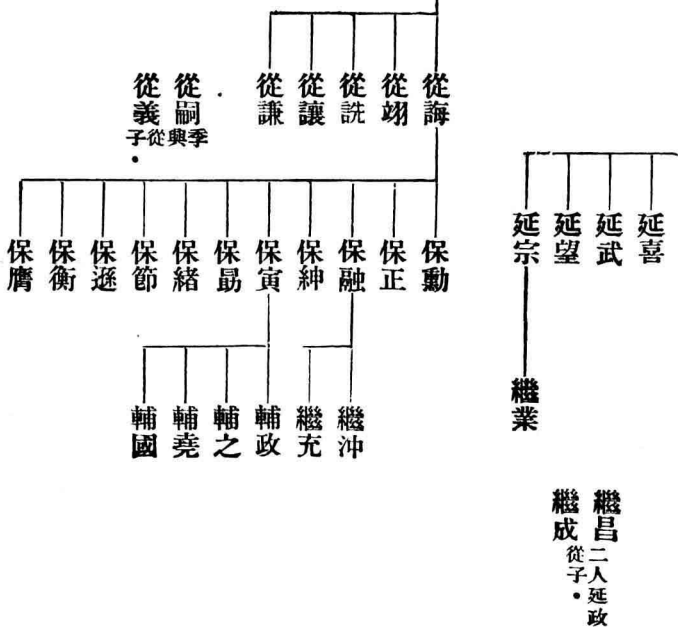 延喜
延武
延望
延宗
繼業
繼昌
繼成
二人延政
從子・
從誨
從翊
從詵
從讓
從謙
從嗣
從義
季興從子・
保勳
保正
保融
保紳
保寅
保勗
保緒
保節
保遜
保衡
保膺
繼沖
繼充
輔政
輔之
輔堯
輔國